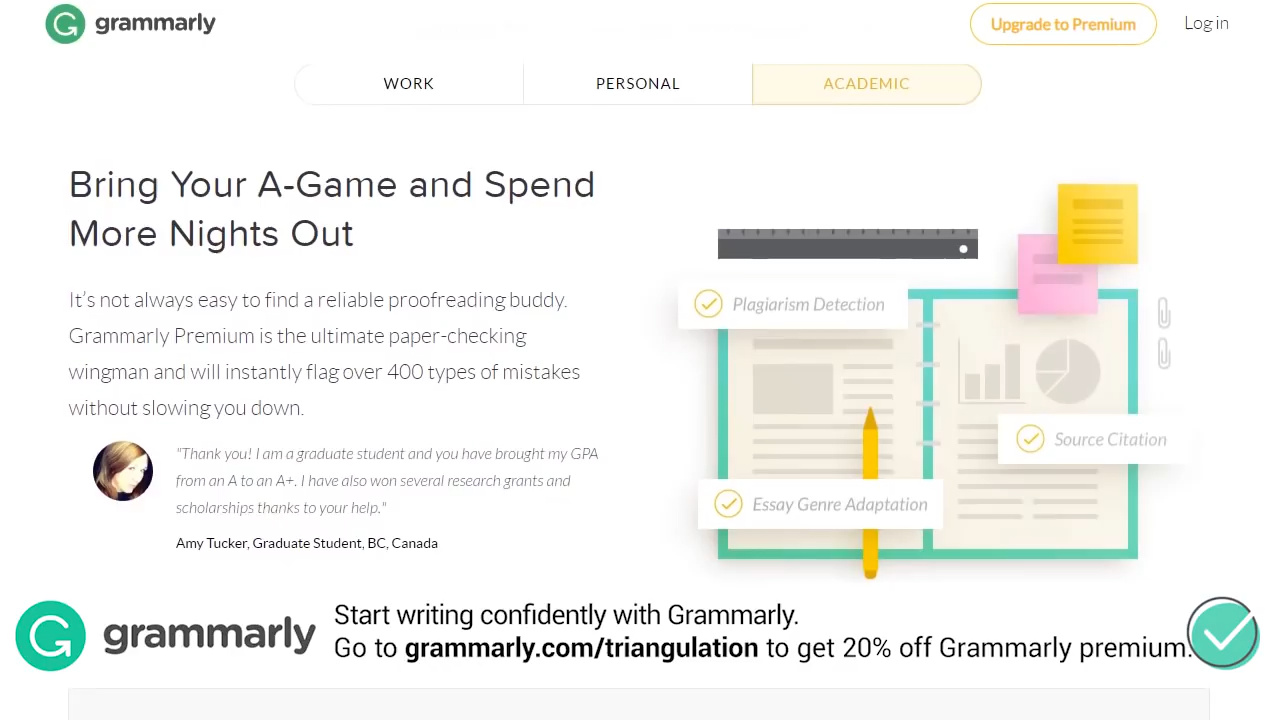 grammarly
Upgrade to Premium
Log in
WORK
PERSONAL
ACADEMIC
Bring Your A-Game and Spend
More Nights Out
It's not always easy to find a reliable proofreading buddy.
Grammarly Premium is the ultimate paper-checking
wingman and will instantly flag over 400 types of mistakes
without slowing you down.
"Thank you! I am a graduate student and you have brought my GPA
from an A to an A+. I have also won several research grants and
scholarships thanks to your help."
Amy Tucker, Graduate Student, BC, Canada
Plagiarism Detection
Source Citation
Essay Genre Adaptation
grammarly
Start writing confidently with Grammarly.
Go to grammarly.com/triangulation to get 20% off Grammarly premium.